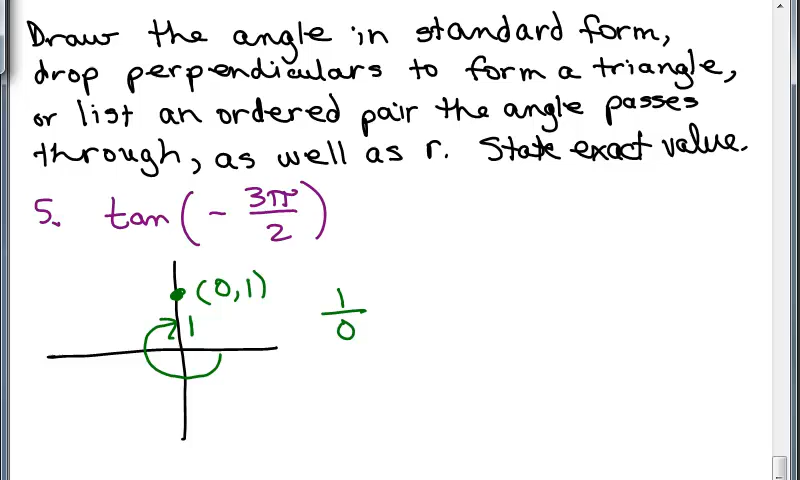 Draw the angle in standard form,
drop perpendiculars to form a triangle,
or list an ordered pair the angle passes
through, as well as r. State exact value.
5. tan(-3π/2)
(0,1)
1
1/0